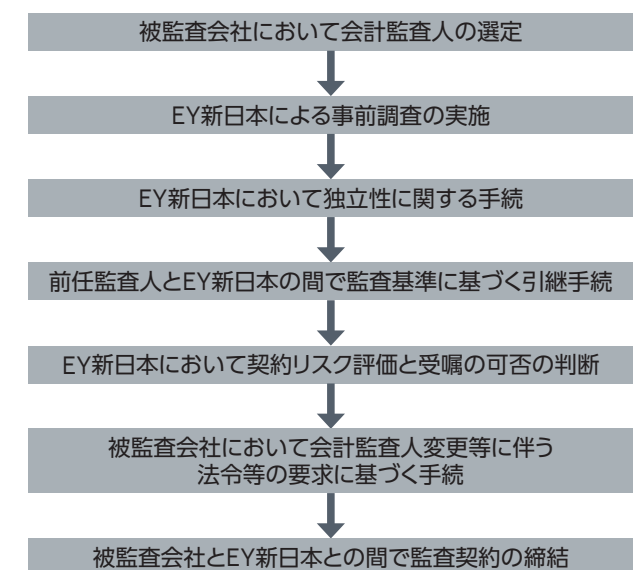 被監査会社において会計監査人の選定
EY新日本による事前調査の実施
EY新日本において独立性に関する手続
前任監査人とEY新日本の間で監査基準に基づく引継手続
EY新日本において契約リスク評価と受嘱の可否の判断
被監査会社において会計監査人変更等に伴う
法令等の要求に基づく手続
被監査会社とEY新日本との間で監査契約の締結